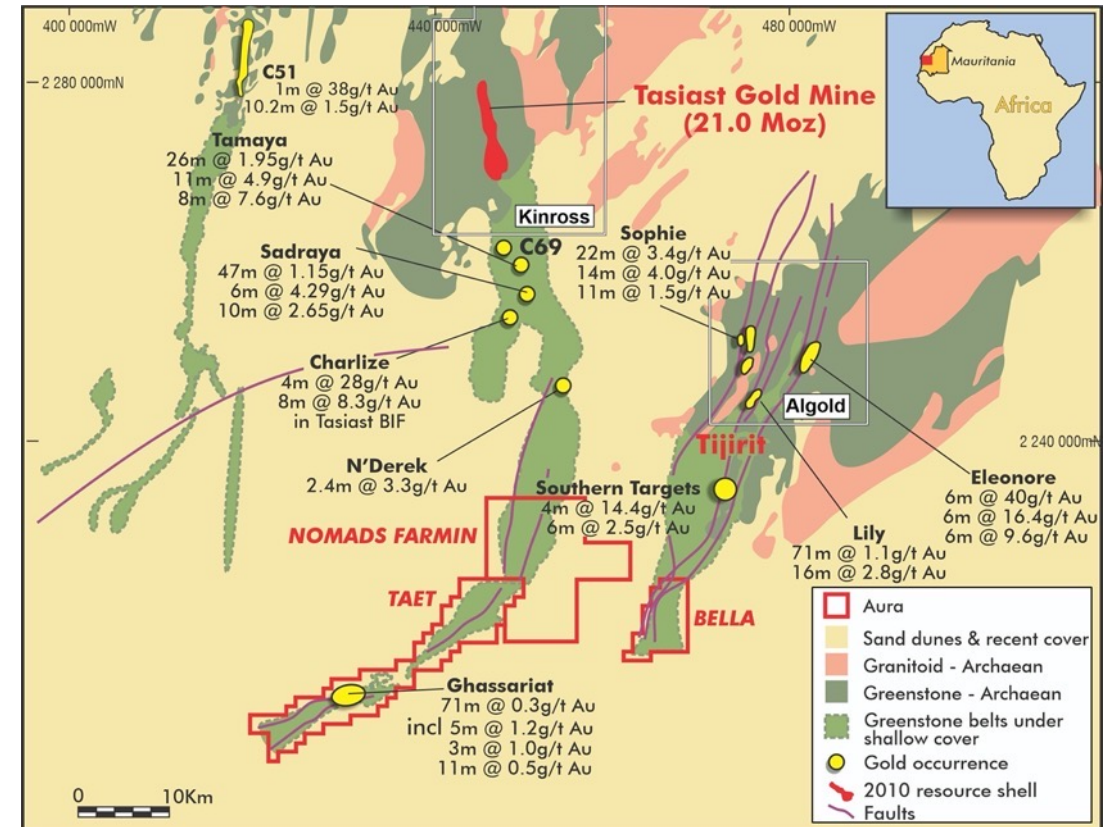 400 000mW
440 000mW
480 000mW
2 280 000mN
2 240 000mN
C51
1m @ 38g/t Au
10.2m @ 1.5g/t Au
Tasiast Gold Mine
(21.0 Moz)
Mauritania
Africa
Tamaya
26m @ 1.95g/t Au
11m @ 4.9g/t Au
8m @ 7.6g/t Au
Kinross
C69
Sadraya
47m @ 1.15g/t Au
6m @ 4.29g/t Au
10m @ 2.65g/t Au
Sophie
22m @ 3.4g/t Au
14m @ 4.0g/t Au
11m @ 1.5g/t Au
Charlize
4m @ 28g/t Au
8m @ 8.3g/t Au
in Tasiast BIF
Algold
Tijirit
N'Derek
2.4m @ 3.3g/t Au
Southern Targets
4m @ 14.4g/t Au
6m @ 2.5g/t Au
Eleonore
6m @ 40g/t Au
6m @ 16.4g/t Au
6m @ 9.6g/t Au
Lily
71m @ 1.1g/t Au
16m @ 2.8g/t Au
NOMADS FARMIN
TAET
BELLA
Ghassariat
71m @ 0.3g/t Au
incl 5m @ 1.2g/t Au
3m @ 1.0g/t Au
11m @ 0.5g/t Au
Aura
Sand dunes & recent cover
Granitoid - Archaean
Greenstone - Archaean
Greenstone belts under
shallow cover
Gold occurrence
2010 resource shell
Faults
0 10Km